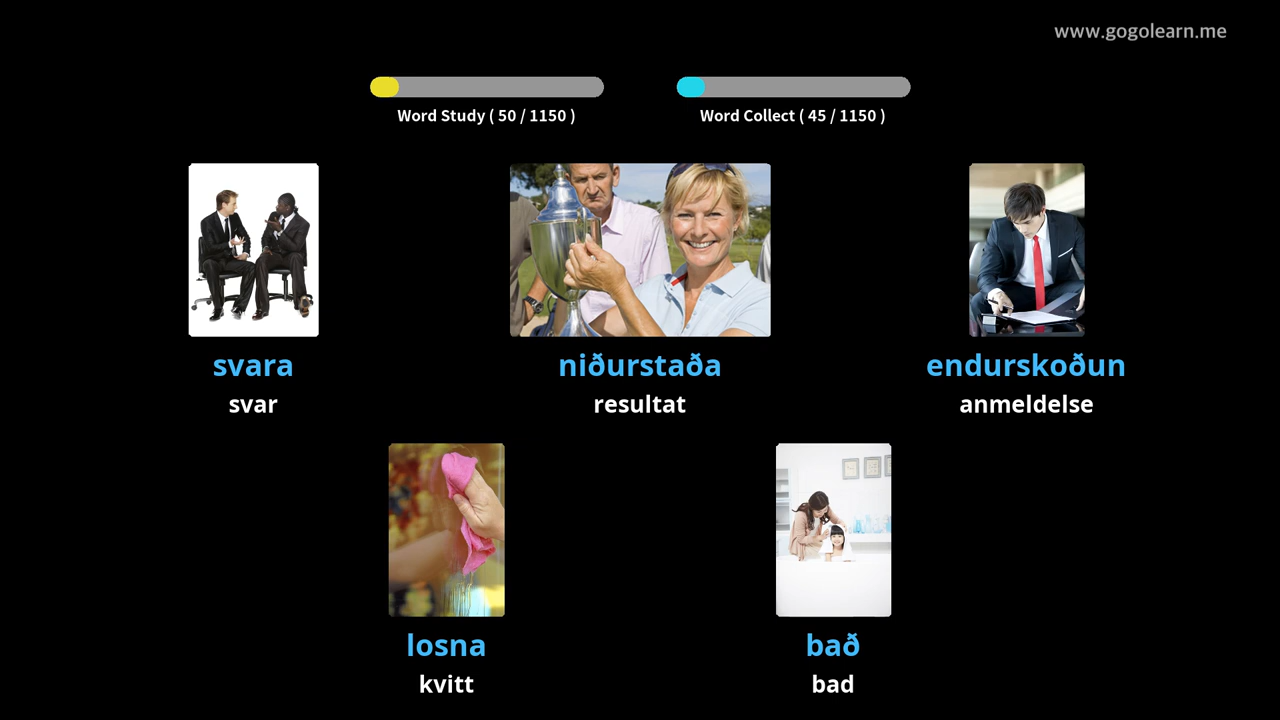 www.gogolearn.me
Word Study ( 50 / 1150 )
Word Collect ( 45 / 1150 )
svara
svar
niðurstaða
resultat
endurskoðun
anmeldelse
losna
kvitt
bað
bad